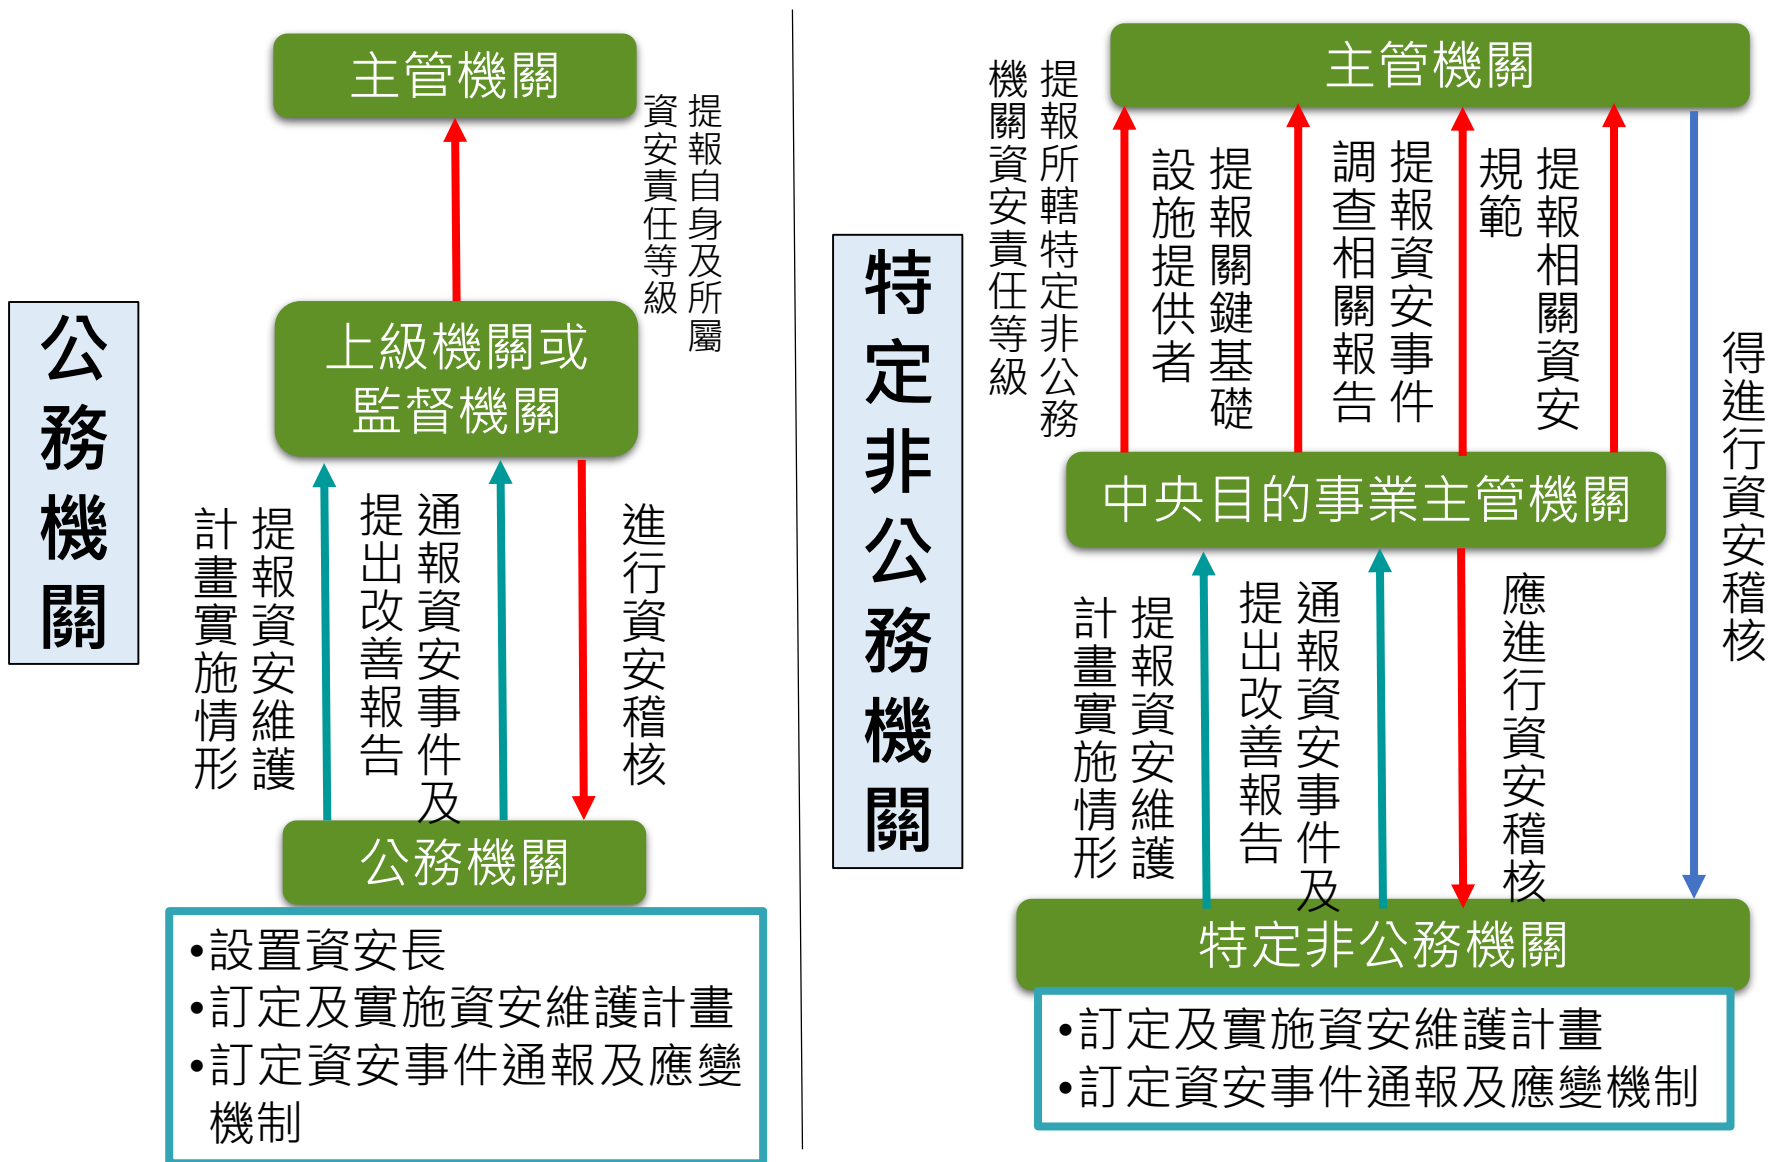 公務機關
主管機關
提報自身及所屬
資安責任等級
上級機關或
監督機關
提報資安維護
計畫實施情形
通報資安事件及
提出改善報告
進行資安稽核
公務機關
•設置資安長
•訂定及實施資安維護計畫
•訂定資安事件通報及應變
機制
特定非公務機關
主管機關
提報所轄特定非公務
機關資安責任等級
提報關鍵基礎
設施提供者
提報資安事件
調查相關報告
提報相關資安
規範
得進行資安稽核
中央目的事業主管機關
提報資安維護
計畫實施情形
通報資安事件及
提出改善報告
應進行資安稽核
特定非公務機關
•訂定及實施資安維護計畫
•訂定資安事件通報及應變機制